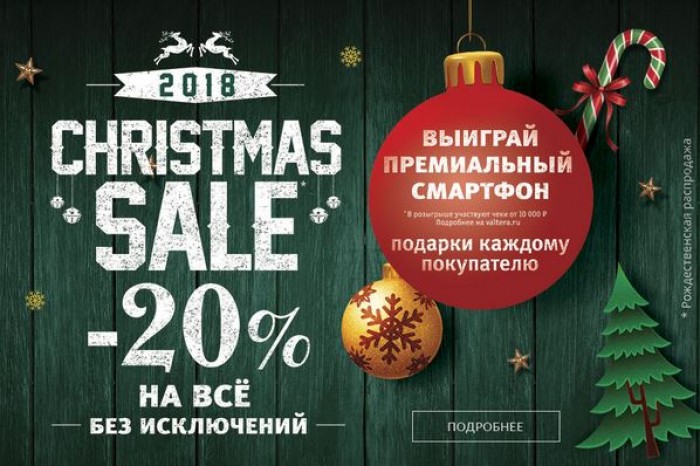 2018
CHRISTMAS
SALE*
-20%
НА ВСЁ
БЕЗ ИСКЛЮЧЕНИЙ
ВЫИГРАЙ
ПРЕМИАЛЬНЫЙ
СМАРТФОН
*В розыгрыше участвуют чеки от 10 000 ₽
Подробнее на valtera.ru
подарки каждому
покупателю
ПОДРОБНЕЕ
* Рождественская распродажа